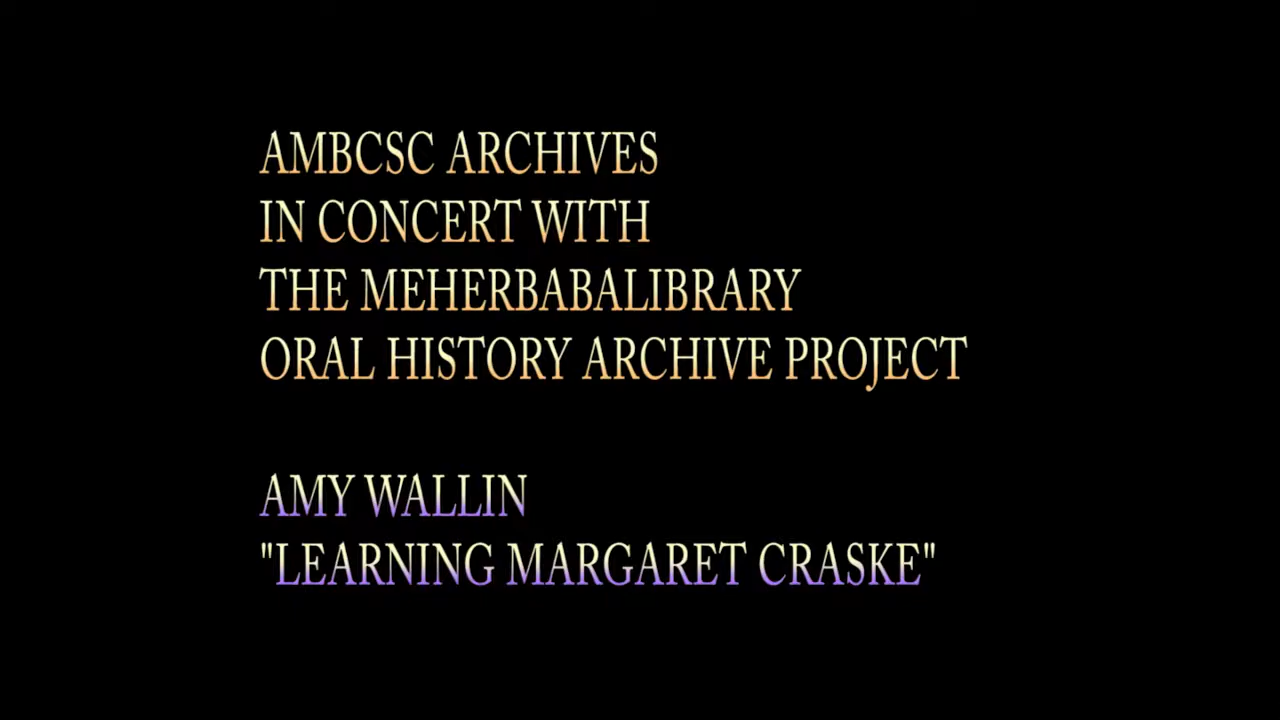 AMBCSC ARCHIVES
IN CONCERT WITH
THE MEHERBABALIBRARY
ORAL HISTORY ARCHIVE PROJECT
AMY WALLIN
"LEARNING MARGARET CRASKE"